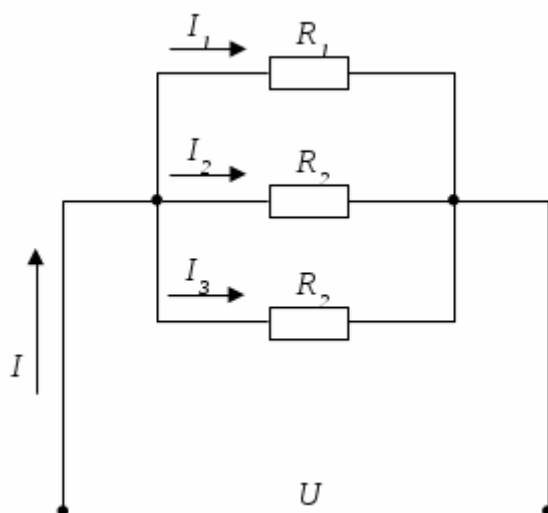 I₁ R₁
I₂ R₂
I₃ R₂
I
U